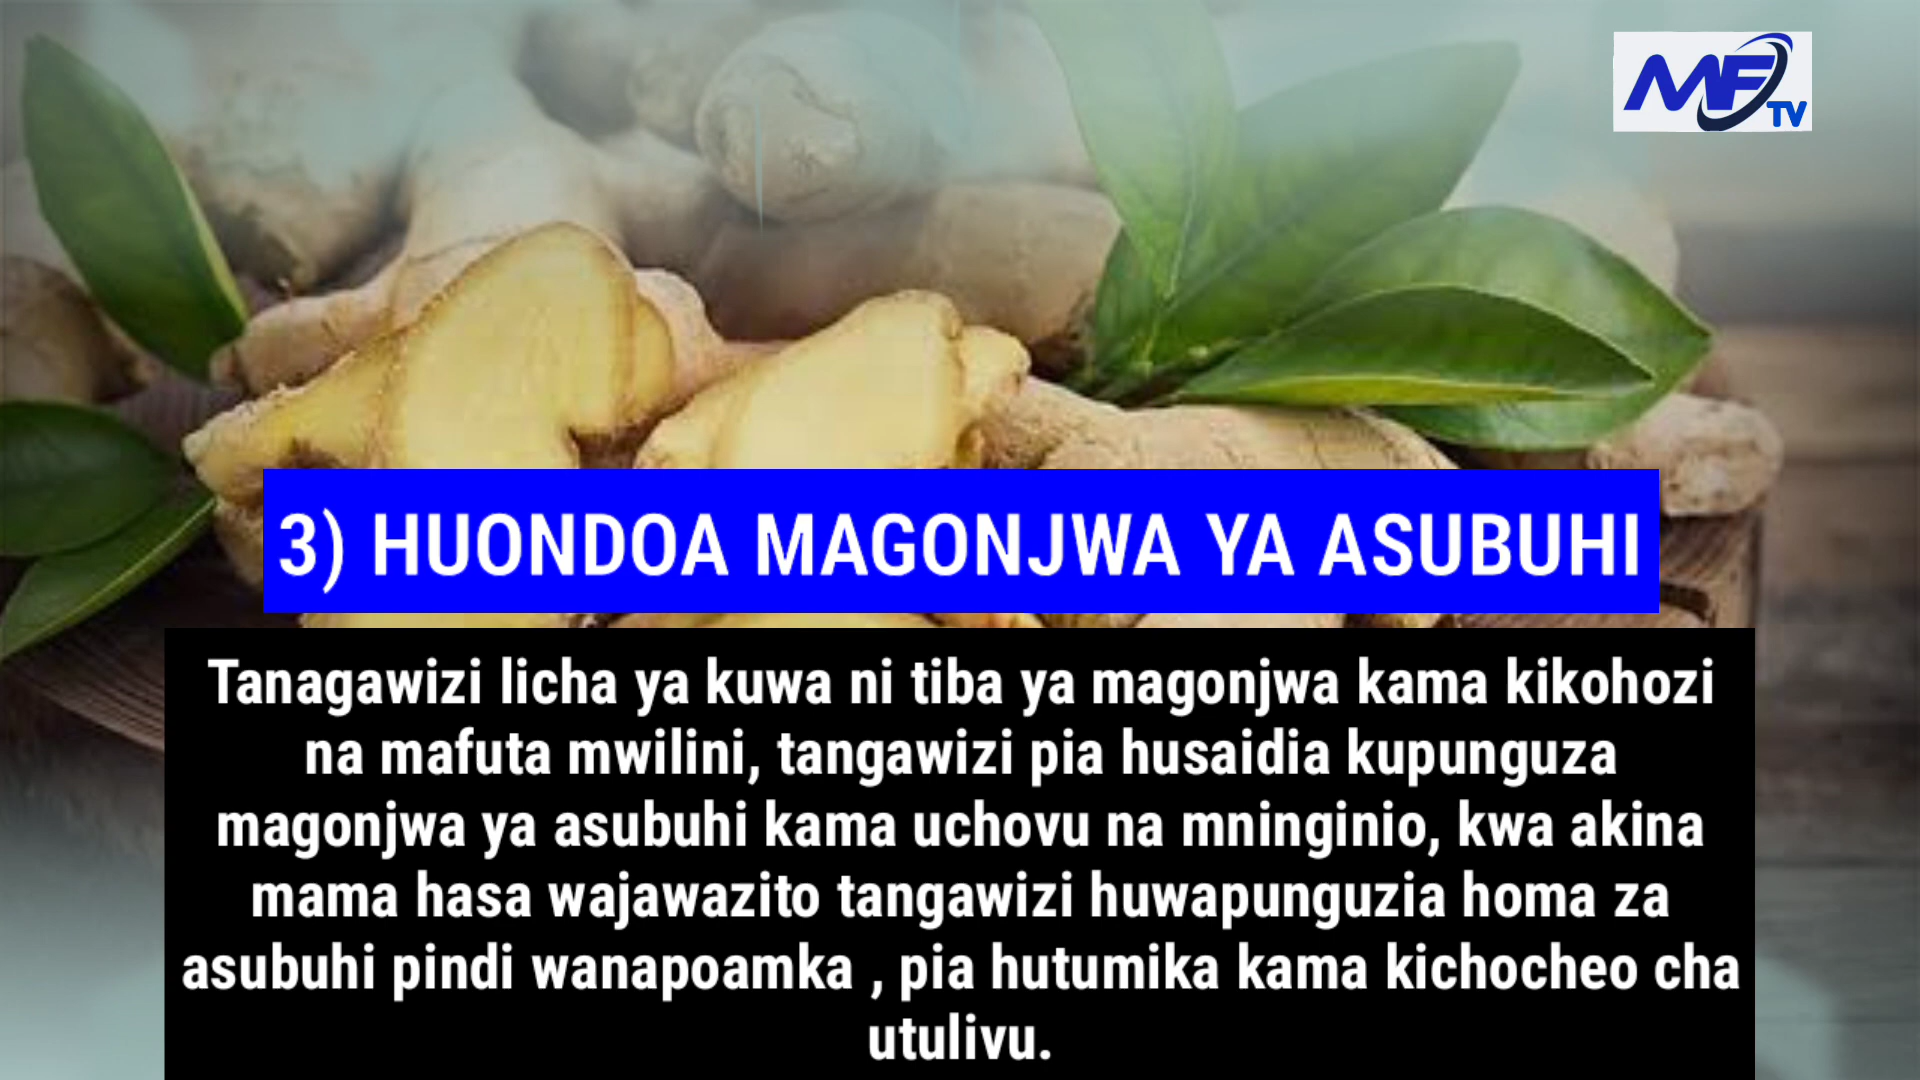 MF TV
3) HUONDOA MAGONJWA YA ASUBUHI
Tanagawizi licha ya kuwa ni tiba ya magonjwa kama kikohozi
na mafuta mwilini, tangawizi pia husaidia kupunguza
magonjwa ya asubuhi kama uchovu na mninginio, kwa akina
mama hasa wajawazito tangawizi huwapunguzia homa za
asubuhi pindi wanapoamka , pia hutumika kama kichocheo cha
utulivu.